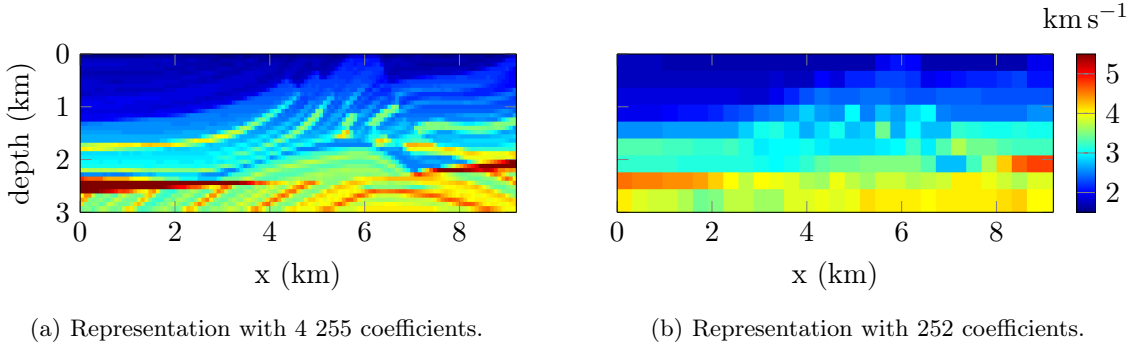 km s⁻¹
0
1
2
3
depth (km)
0 2 4 6 8
x (km)
0 2 4 6 8
x (km)
5
4
3
2
(a) Representation with 4 255 coefficients.
(b) Representation with 252 coefficients.